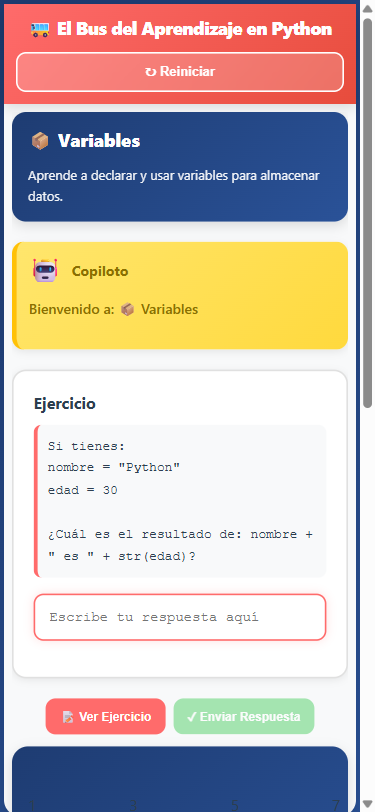 El Bus del Aprendizaje en Python
↻ Reiniciar
Variables
Aprende a declarar y usar variables para almacenar
datos.
Copiloto
Bienvenido a: 📦 Variables
Ejercicio
Si tienes:
nombre = "Python"
edad = 30
¿Cuál es el resultado de: nombre +
" es " + str(edad)?
Escribe tu respuesta aquí
Ver Ejercicio
✓ Enviar Respuesta
1 2 5 7